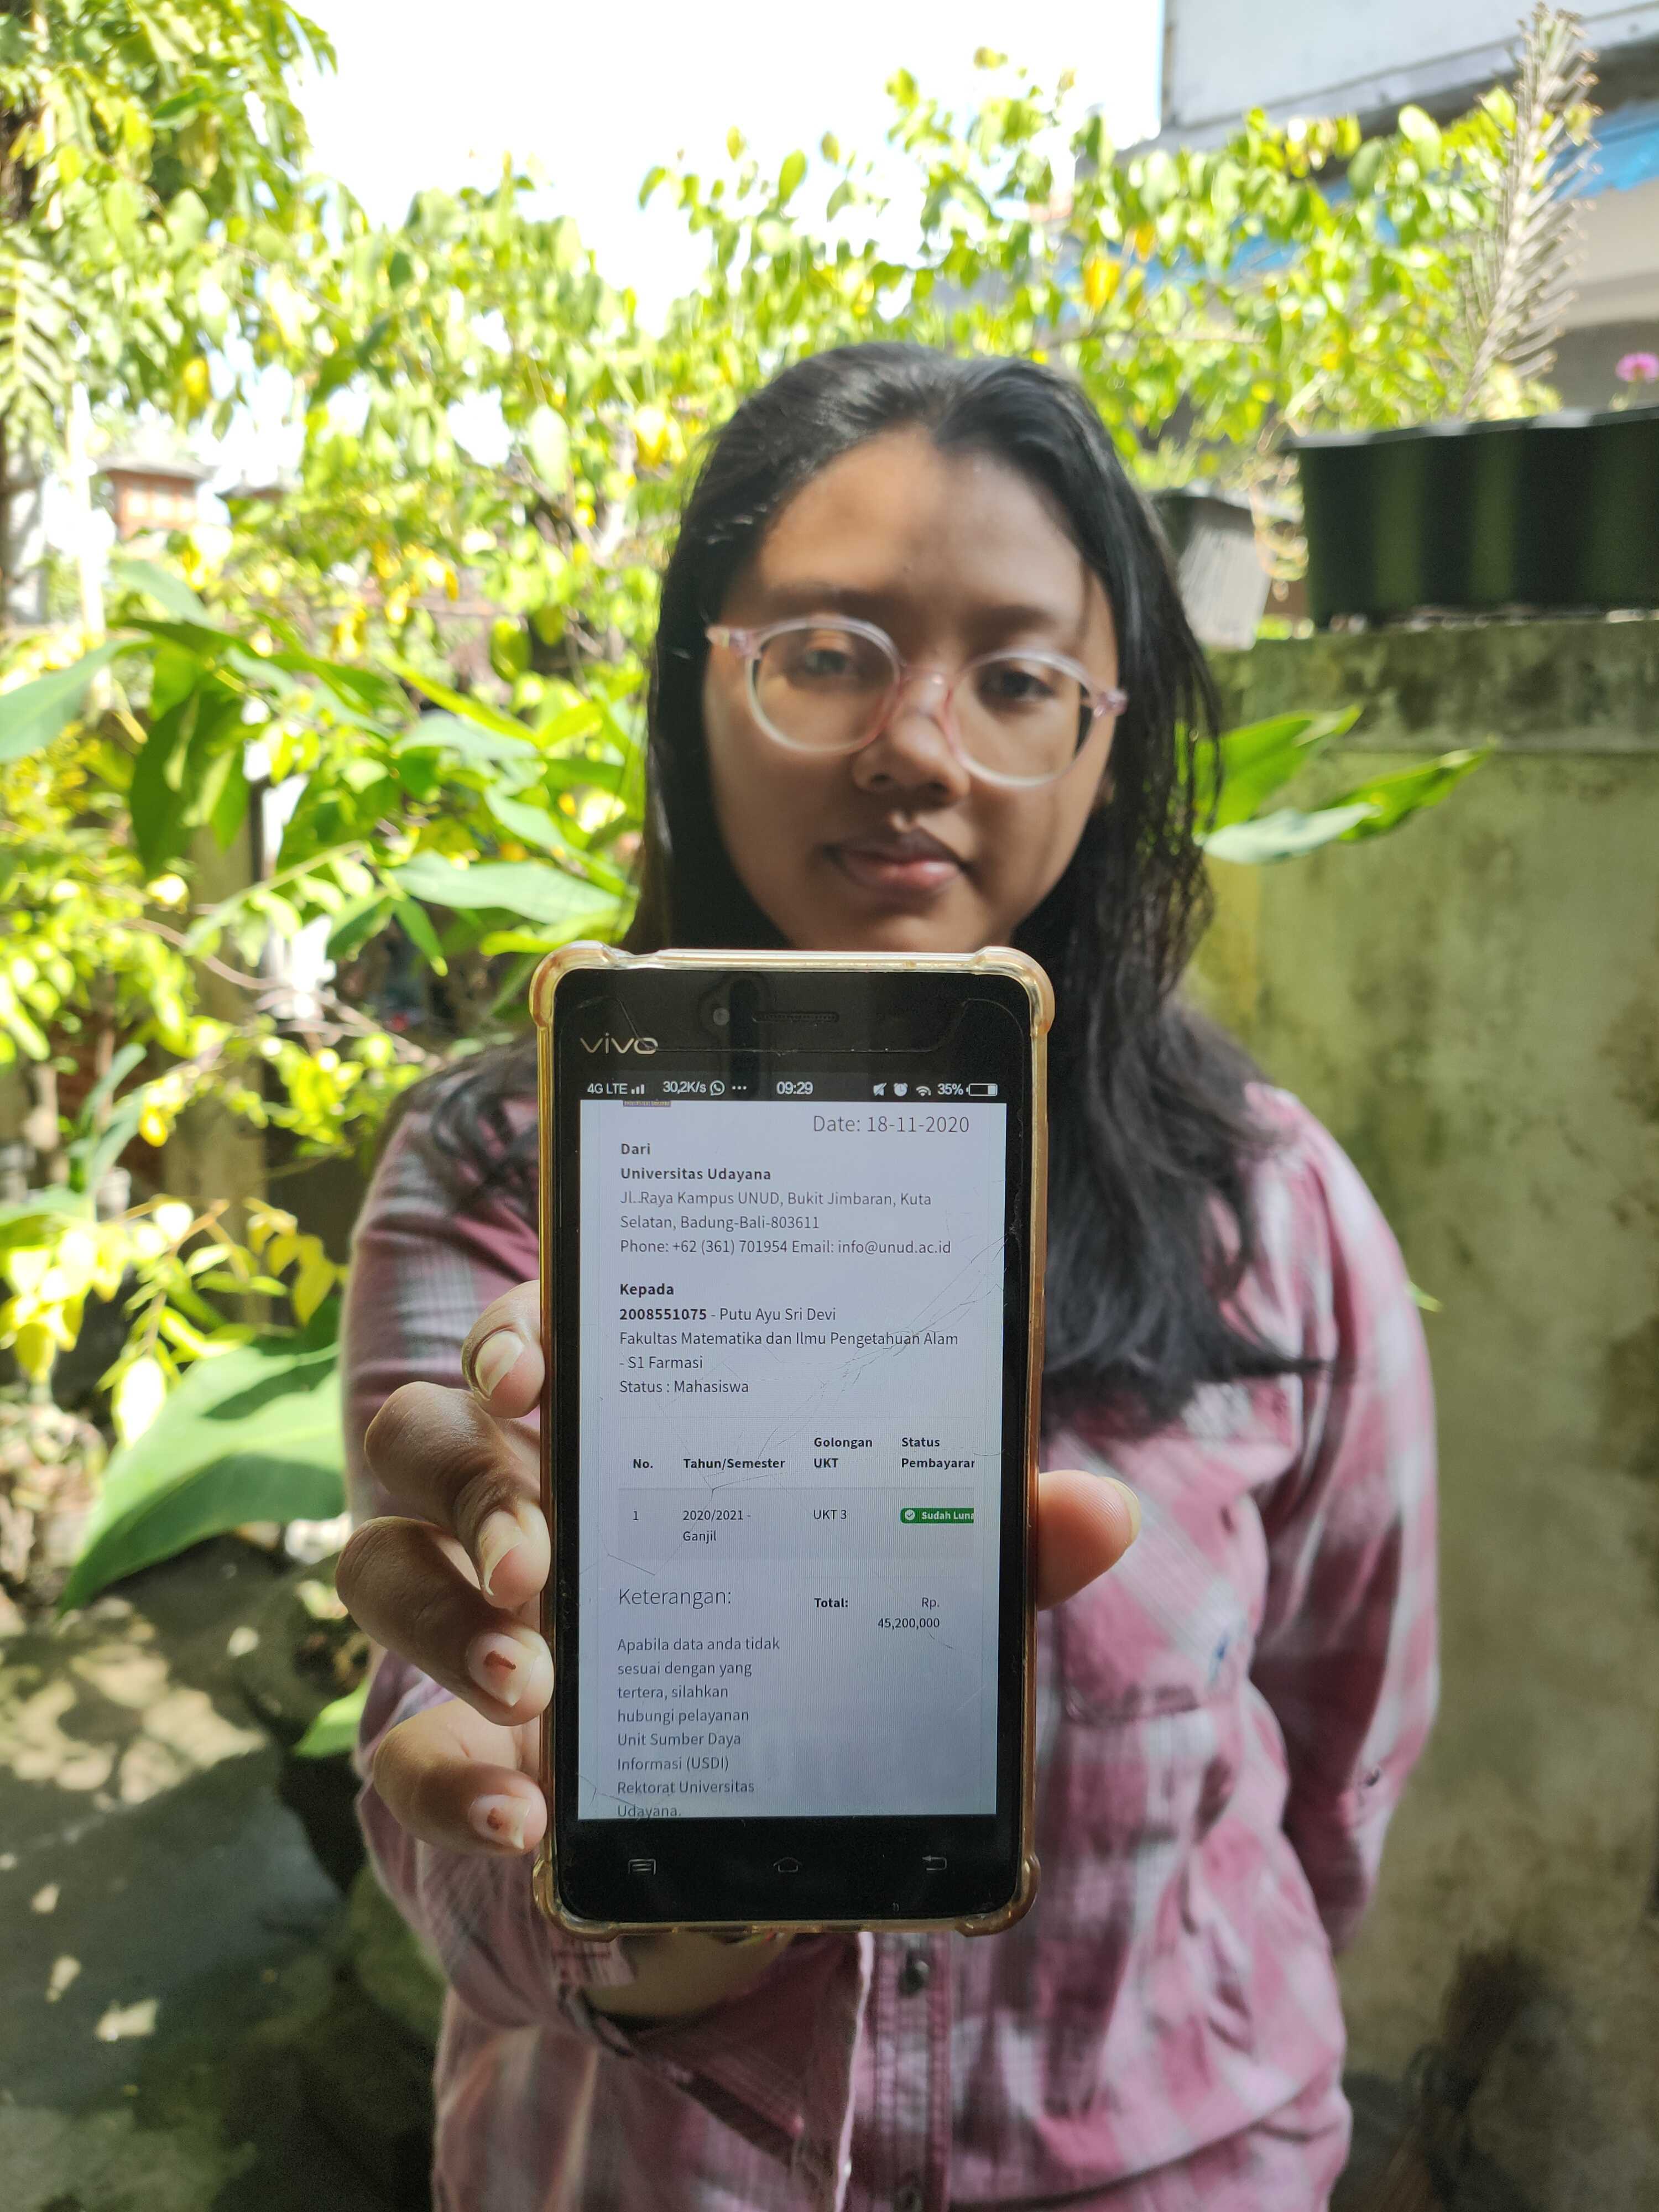 vivo
4G LTE 30,2K/s ... 09:29 35%
Date: 18-11-2020
Dari
Universitas Udayana
Jl..Raya Kampus UNUD, Bukit Jimbaran, Kuta
Selatan, Badung-Bali-803611
Phone: +62 (361) 701954 Email: info@unud.ac.id
Kepada
2008551075 - Putu Ayu Sri Devi
Fakultas Matematika dan Ilmu Pengetahuan Alam
- S1 Farmasi
Status : Mahasiswa
Golongan Status
No. Tahun/Semester UKT Pembayaran
1 2020/2021 - UKT 3 Sudah Luna
Ganjil
Keterangan: Total: Rp.
45,200,000
Apabila data anda tidak
sesuai dengan yang
tertera, silahkan
hubungi pelayanan
Unit Sumber Daya
Informasi (USDI)
Rektorat Universitas
Udayana.